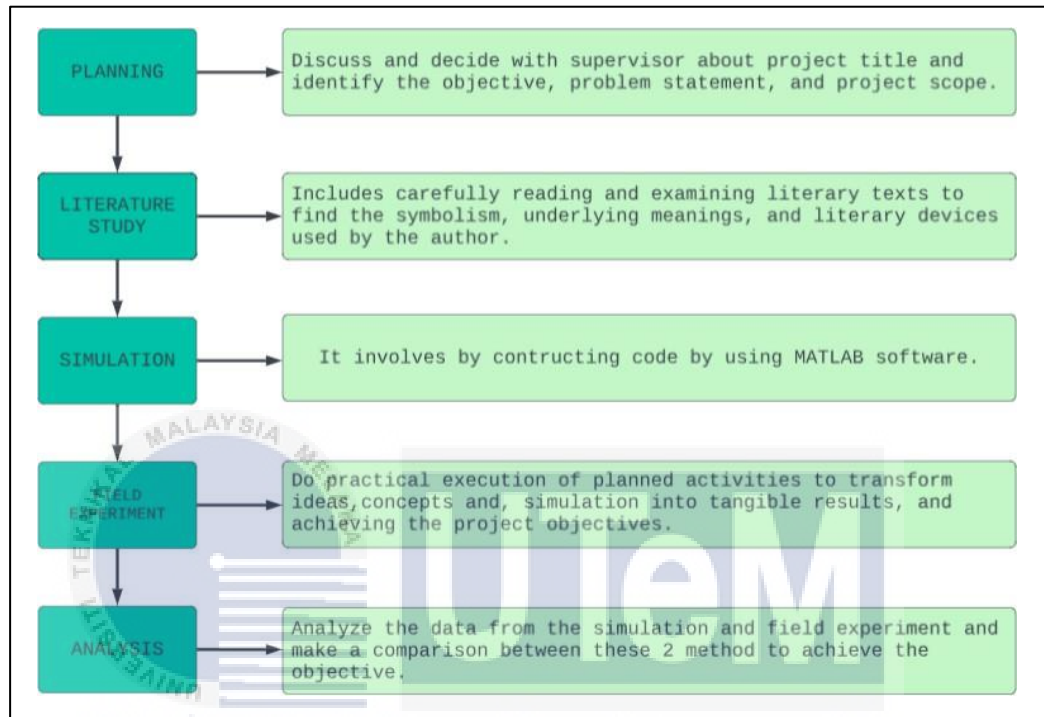 PLANNING
Discuss and decide with supervisor about project title and
identify the objective, problem statement, and project scope.
LITERATURE
STUDY
Includes carefully reading and examining literary texts to
find the symbolism, underlying meanings, and literary devices
used by the author.
SIMULATION
It involves by contructing code by using MATLAB software.
FIELD
EXPERIMENT
Do practical execution of planned activities to transform
ideas,concepts and, simulation into tangible results, and
achieving the project objectives.
ANALYSIS
Analyze the data from the simulation and field experiment and
make a comparison between these 2 method to achieve the
objective.
UNIVERSITI TEKNIKAL MALAYSIA MELAKA
UTeM